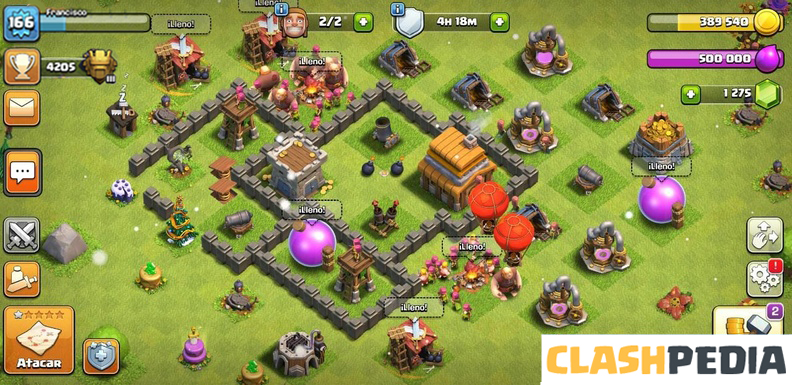 166
Francisco
¡Lleno!
¡Lleno!
2/2
4h 18m
389 540
4205
¡Lleno!
500 000
1 275
¡Lleno!
¡Lleno!
¡Lleno!
¡Lleno!
2
Atacar
CLASHPEDIA